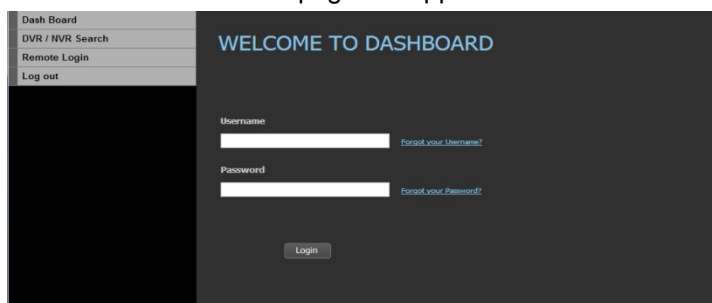 Dash Board
DVR / NVR Search
Remote Login
Log out
WELCOME TO DASHBOARD
Username
Forgot your Username?
Password
Forgot your Password?
Login